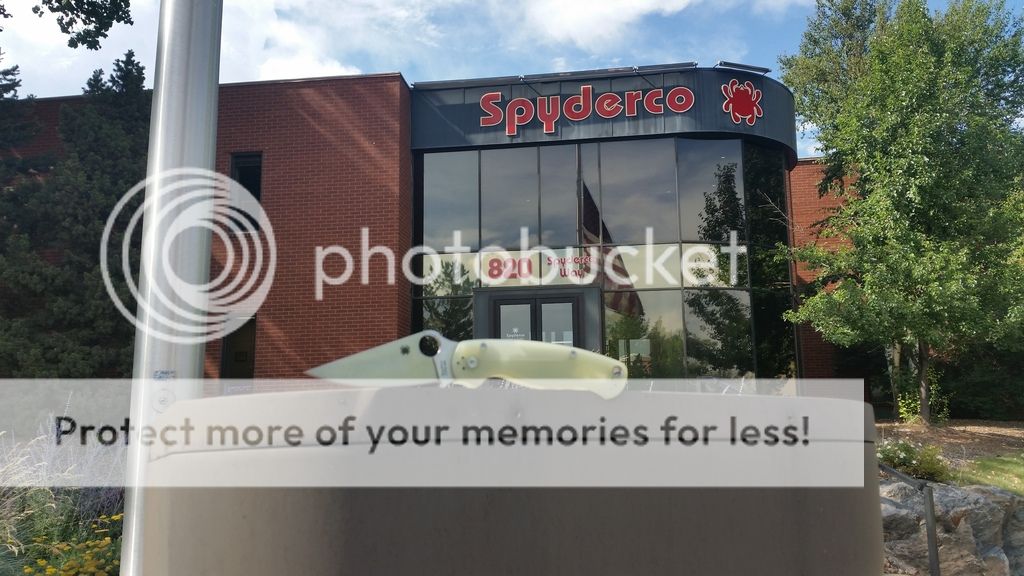 Spyderco
820 Spyderco
Way
photobucket
Protect more of your memories for less!